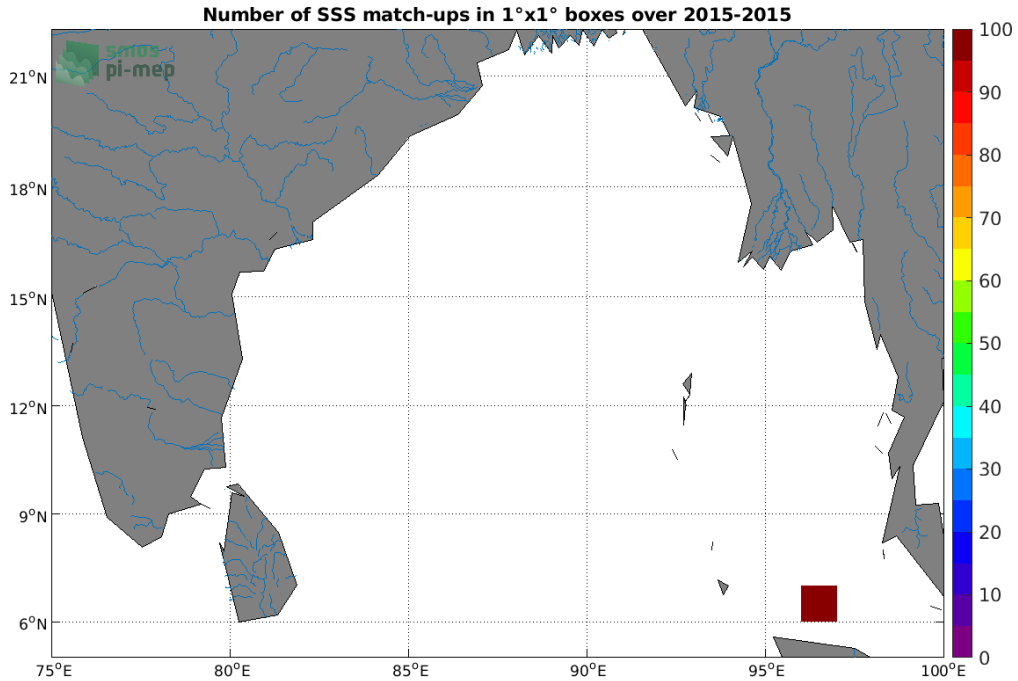 Number of SSS match-ups in 1°x1° boxes over 2015-2015
smos
pi-mep
21°N
18°N
15°N
12°N
9°N
6°N
75°E 80°E 85°E 90°E 95°E 100°E
100
90
80
70
60
50
40
30
20
10
0